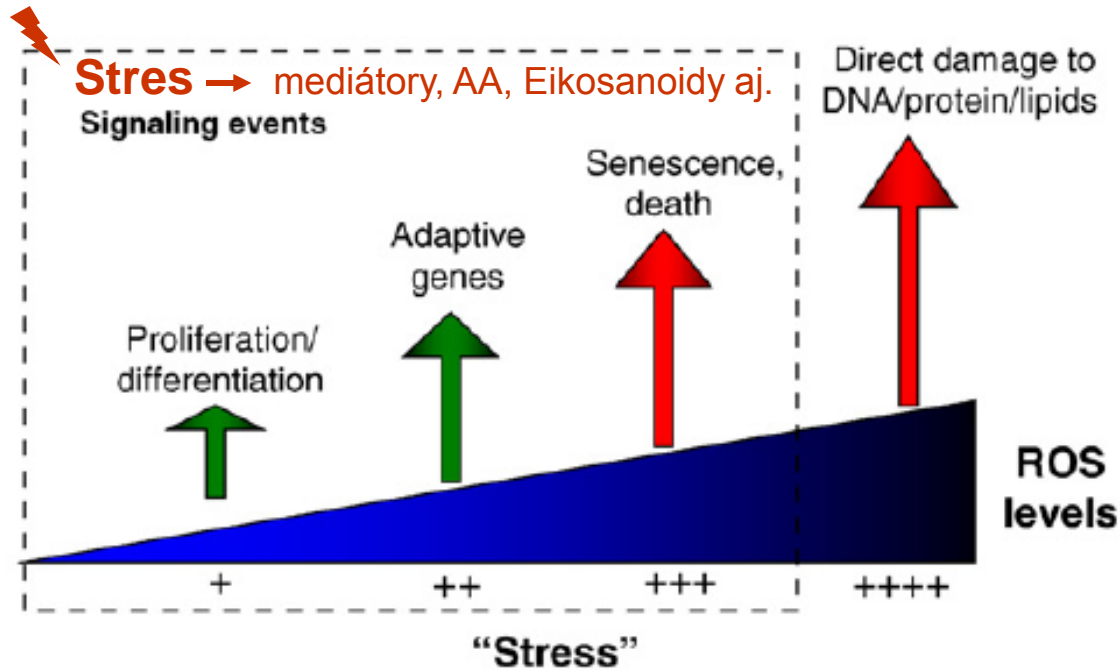 Stres → mediátory, AA, Eikosanoidy aj.
Signaling events
Direct damage to
DNA/protein/lipids
Senescence,
death
Adaptive
genes
Proliferation/
differentiation
ROS
levels
+ ++ +++ ++++
“Stress”